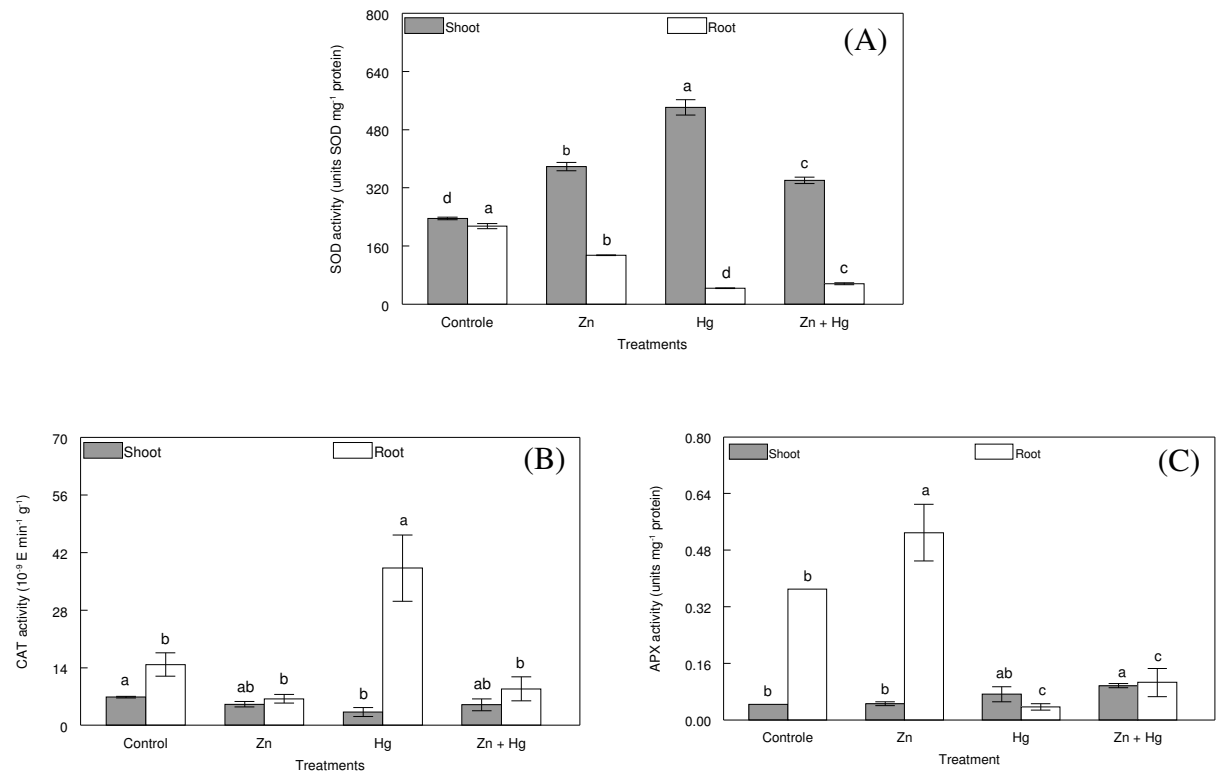 800
Shoot
Root
(A)
640
480
320
160
0
SOD activity (units SOD mg⁻¹ protein)
d
a
b
b
a
d
c
c
Controle
Zn
Hg
Zn + Hg
Treatments
70
Shoot
Root
(B)
56
42
28
14
0
CAT activity (10⁻⁹ E min⁻¹ g⁻¹)
a
b
ab
b
b
a
ab
b
Control
Zn
Hg
Zn + Hg
Treatments
0.80
Shoot
Root
(C)
0.64
0.48
0.32
0.16
0.00
APX activity (units mg⁻¹ protein)
b
b
b
a
ab
c
a
c
Controle
Zn
Hg
Zn + Hg
Treatment